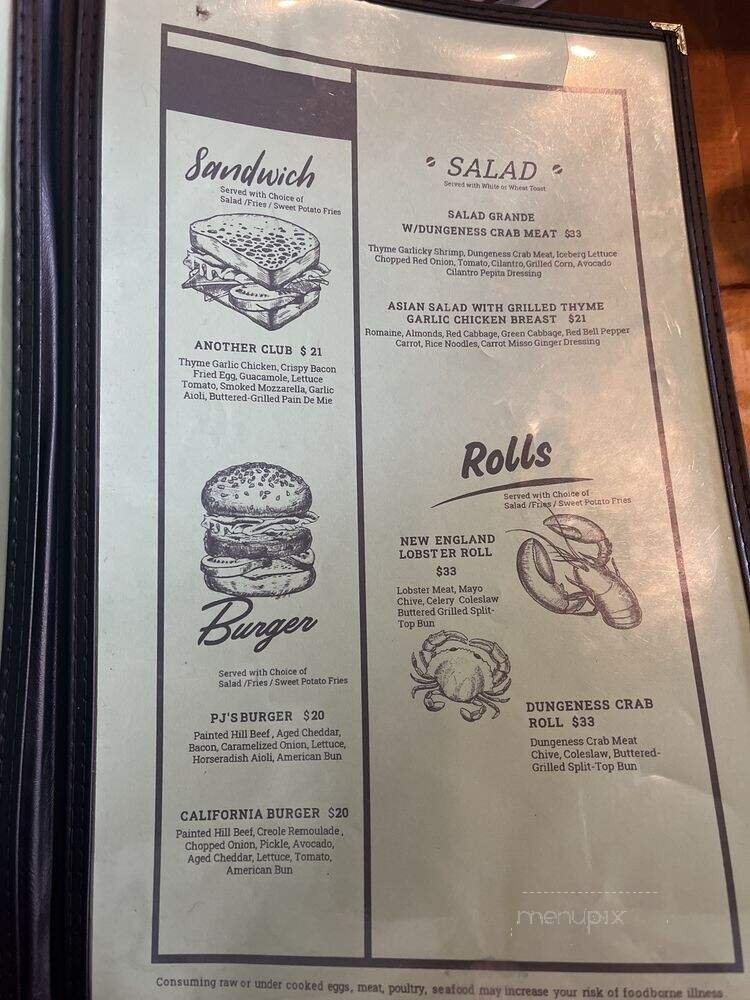 Sandwich
Served with Choice of
Salad /Fries / Sweet Potato Fries
ANOTHER CLUB $ 21
Thyme Garlic Chicken, Crispy Bacon
Fried Egg, Guacamole, Lettuce
Tomato, Smoked Mozzarella, Garlic
Aioli, Buttered-Grilled Pain De Mie
Burger
Served with Choice of
Salad /Fries / Sweet Potato Fries
PJ'S BURGER $20
Painted Hill Beef , Aged Cheddar,
Bacon, Caramelized Onion, Lettuce,
Horseradish Aioli, American Bun
CALIFORNIA BURGER $20
Painted Hill Beef, Creole Remoulade ,
Chopped Onion, Pickle, Avocado,
Aged Cheddar, Lettuce, Tomato,
American Bun
SALAD
Served with White or Wheat Toast
SALAD GRANDE
W/DUNGENESS CRAB MEAT $33
Thyme Garlicky Shrimp, Dungeness Crab Meat, Iceberg Lettuce
Chopped Red Onion, Tomato, Cilantro, Grilled Corn, Avocado
Cilantro Pepita Dressing
ASIAN SALAD WITH GRILLED THYME
GARLIC CHICKEN BREAST $21
Romaine, Almonds, Red Cabbage, Green Cabbage, Red Bell Pepper
Carrot, Rice Noodles, Carrot Misso Ginger Dressing
Rolls
Served with Choice of
Salad /Fries / Sweet Potato Fries
NEW ENGLAND
LOBSTER ROLL
$33
Lobster Meat, Mayo
Chive, Celery Coleslaw
Buttered Grilled Split-
Top Bun
DUNGENESS CRAB
ROLL $33
Dungeness Crab Meat
Chive, Coleslaw, Buttered-
Grilled Split-Top Bun
menupix
Consuming raw or under cooked eggs, meat, poultry, seafood may increase your risk of foodborne illness